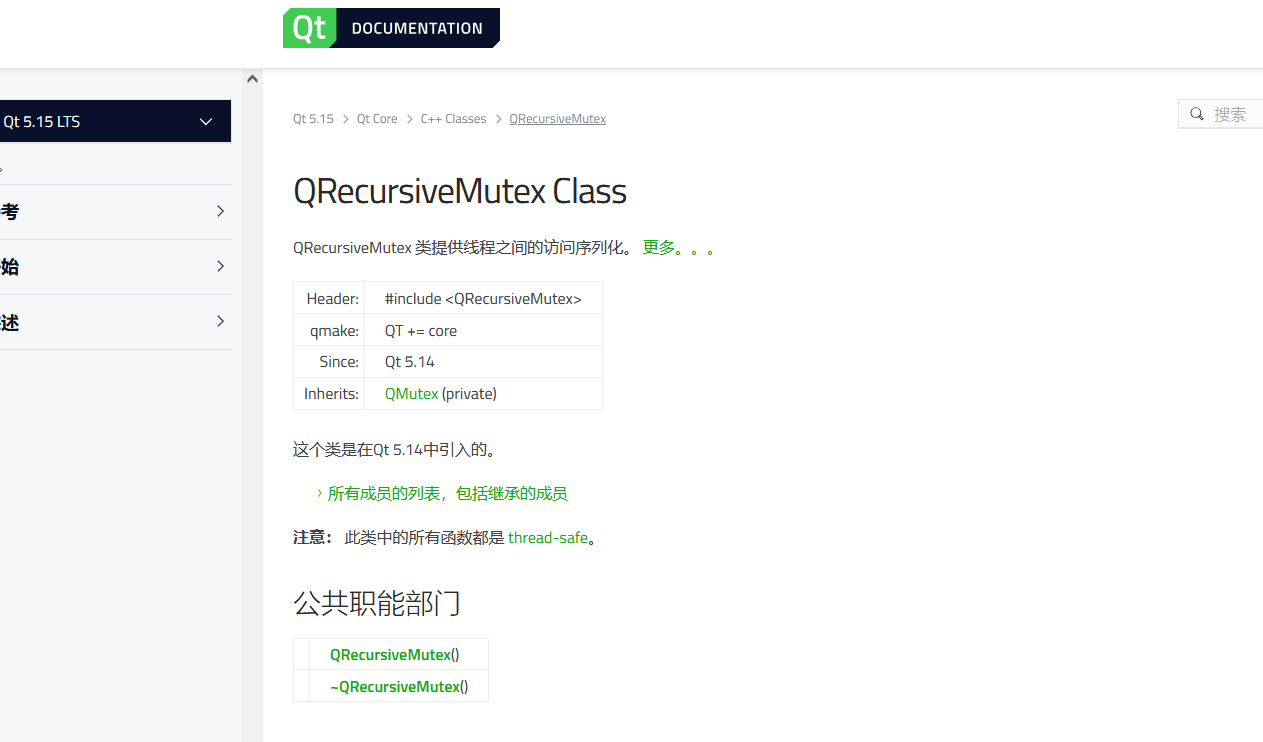 Qt DOCUMENTATION
Qt 5.15 LTS
考
始
述
Qt 5.15 > Qt Core > C++ Classes > QRecursiveMutex
搜索
QRecursiveMutex Class
QRecursiveMutex 类提供线程之间的访问序列化。 更多。。。
Header: #include <QRecursiveMutex>
qmake: QT += core
Since: Qt 5.14
Inherits: QMutex (private)
这个类是在Qt 5.14中引入的。
› 所有成员的列表，包括继承的成员
注意： 此类中的所有函数都是 thread-safe。
公共职能部门
QRecursiveMutex()
~QRecursiveMutex()